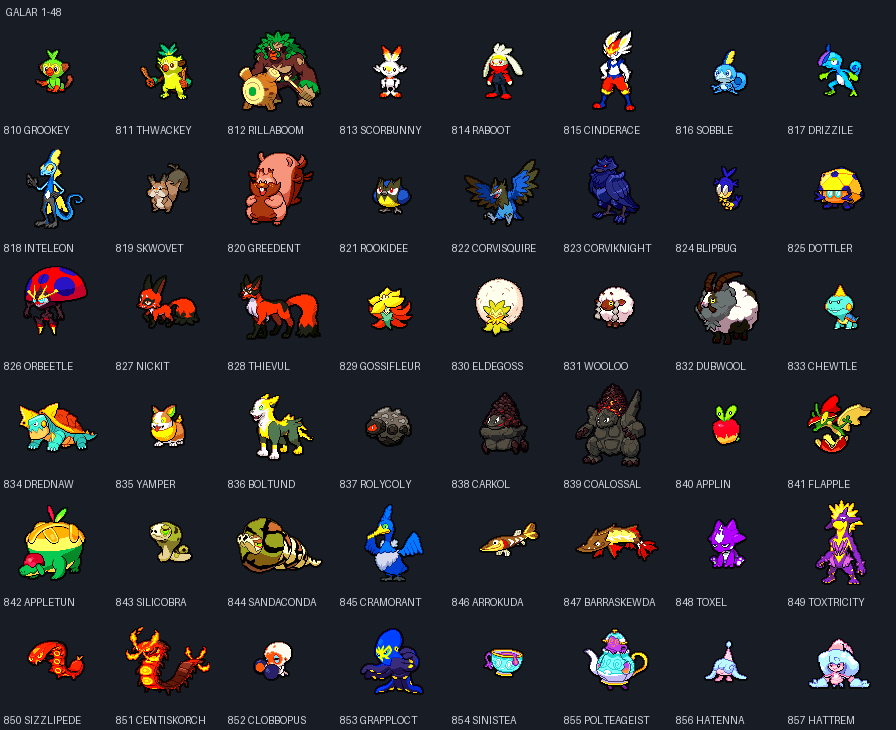 GALAR 1-48
810 GROOKEY 811 THWACKEY 812 RILLABOOM 813 SCORBUNNY 814 RABOOT 815 CINDERACE 816 SOBBLE 817 DRIZZILE
818 INTELEON 819 SKWOVET 820 GREEDENT 821 ROOKIDEE 822 CORVISQUIRE 823 CORVIKNIGHT 824 BLIPBUG 825 DOTTLER
826 ORBEETLE 827 NICKIT 828 THIEVUL 829 GOSSIFLEUR 830 ELDEGOSS 831 WOOLOO 832 DUBWOOL 833 CHEWTLE
834 DREDNAW 835 YAMPER 836 BOLTUND 837 ROLYCOLY 838 CARKOL 839 COALOSSAL 840 APPLIN 841 FLAPPLE
842 APPLETUN 843 SILICOBRA 844 SANDACONDA 845 CRAMORANT 846 ARROKUDA 847 BARRASKEWDA 848 TOXEL 849 TOXTRICITY
850 SIZZLIPEDE 851 CENTISKORCH 852 CLOBBOPUS 853 GRAPPLOCT 854 SINISTEA 855 POLTEAGEIST 856 HATENNA 857 HATTREM